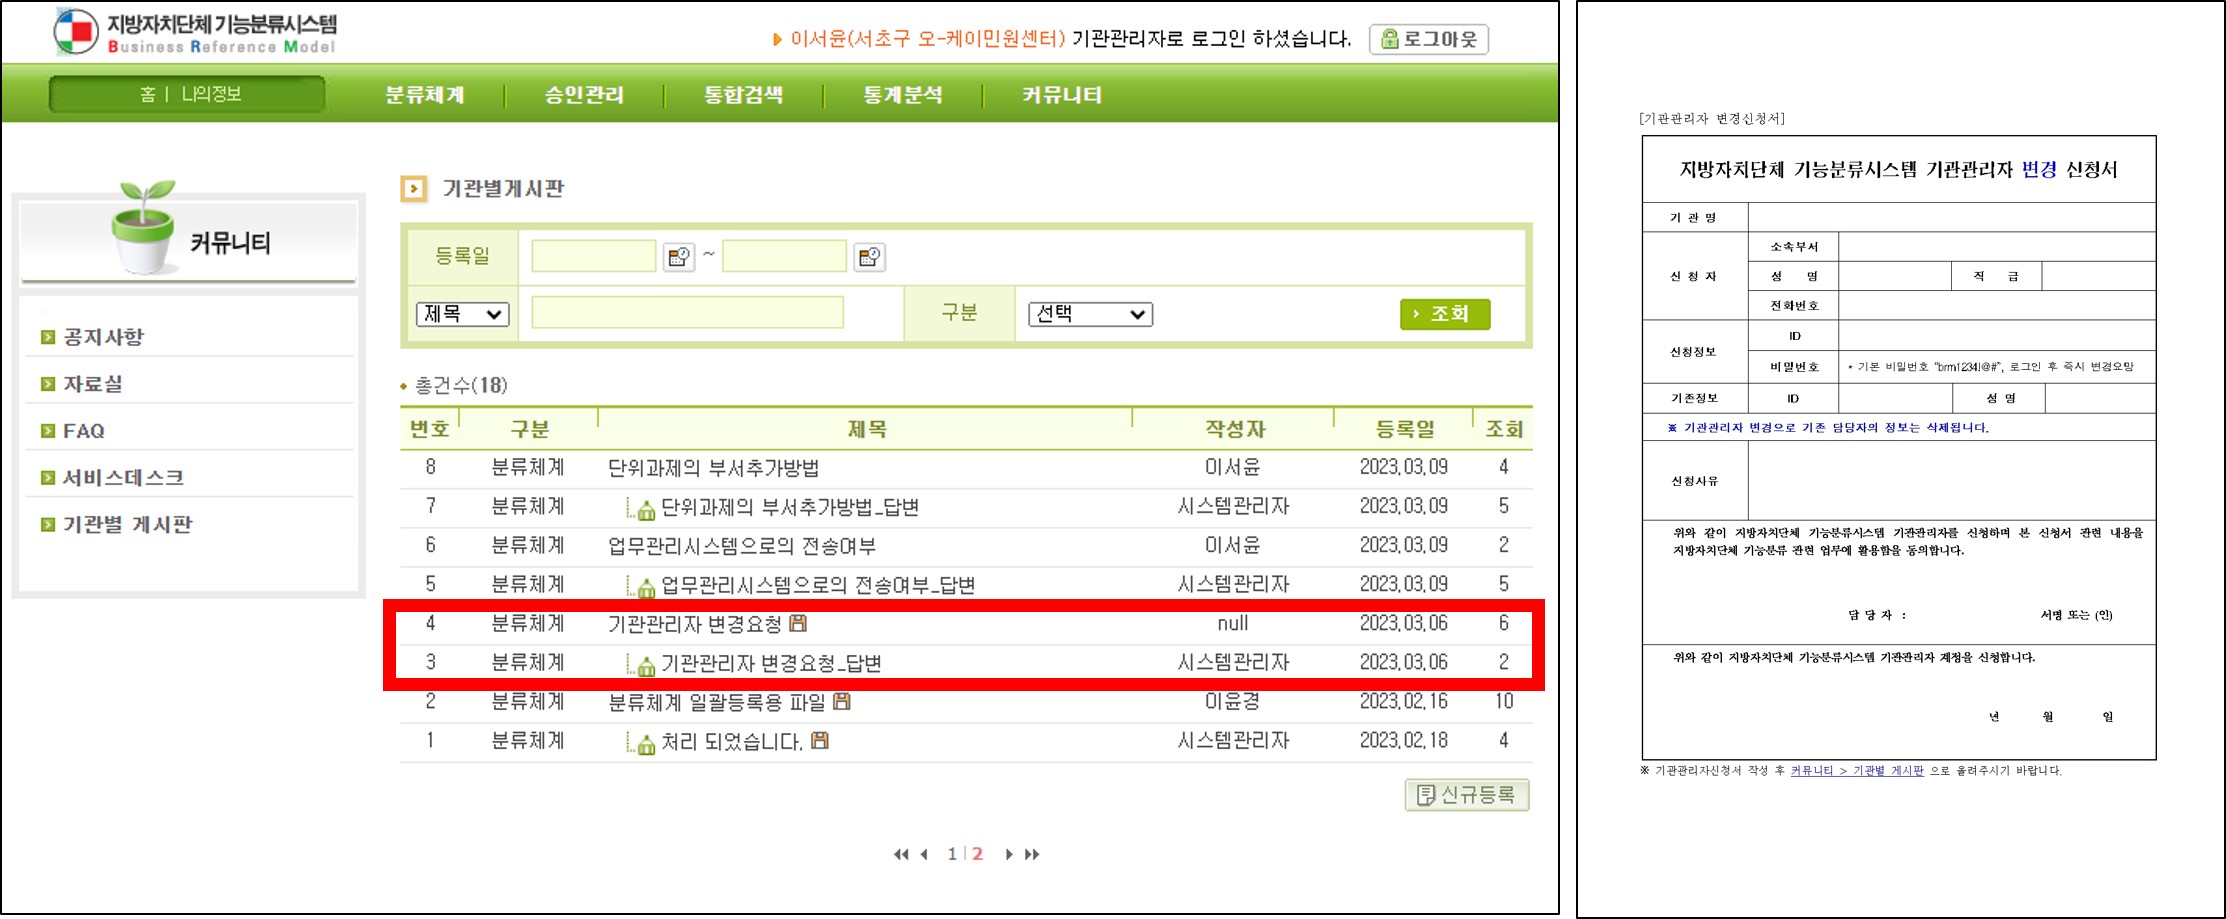 지방자치단체 기능분류시스템
Business Reference Model
이서윤(서초구 오-케이민원센터) 기관관리자로 로그인 하셨습니다.
로그아웃
홈 | 나의정보
분류체계
승인관리
통합검색
통계분석
커뮤니티
커뮤니티
공지사항
자료실
FAQ
서비스데스크
기관별 게시판
기관별게시판
등록일 ~
제목 구분 선택 조회
총건수(18)
번호 구분 제목 작성자 등록일 조회
8 분류체계 단위과제의 부서추가방법 이서윤 2023.03.09 4
7 분류체계 단위과제의 부서추가방법_답변 시스템관리자 2023.03.09 5
6 분류체계 업무관리시스템으로의 전송여부 이서윤 2023.03.09 2
5 분류체계 업무관리시스템으로의 전송여부_답변 시스템관리자 2023.03.09 5
4 분류체계 기관관리자 변경요청 null 2023.03.06 6
3 분류체계 기관관리자 변경요청_답변 시스템관리자 2023.03.06 2
2 분류체계 분류체계 일괄등록용 파일 이윤경 2023.02.16 10
1 분류체계 처리 되었습니다. 시스템관리자 2023.02.18 4
신규등록
1 | 2
[기관관리자 변경신청서]
지방자치단체 기능분류시스템 기관관리자 변경 신청서
기 관 명
신 청 자 소속부서
성 명 직 급
전화번호
신청정보 ID
비밀번호 * 기본 비밀번호 "brm1234!@#", 로그인 후 즉시 변경요망
기존정보 ID 성 명
※ 기관관리자 변경으로 기존 담당자의 정보는 삭제됩니다.
신청사유
위와 같이 지방자치단체 기능분류시스템 기관관리자를 신청하며 본 신청서 관련 내용을
지방자치단체 기능분류 관련 업무에 활용함을 동의합니다.
담 당 자 : 서명 또는 (인)
위와 같이 지방자치단체 기능분류시스템 기관관리자 계정을 신청합니다.
년 월 일
※ 기관관리자신청서 작성 후 커뮤니티 > 기관별 게시판 으로 올려주시기 바랍니다.